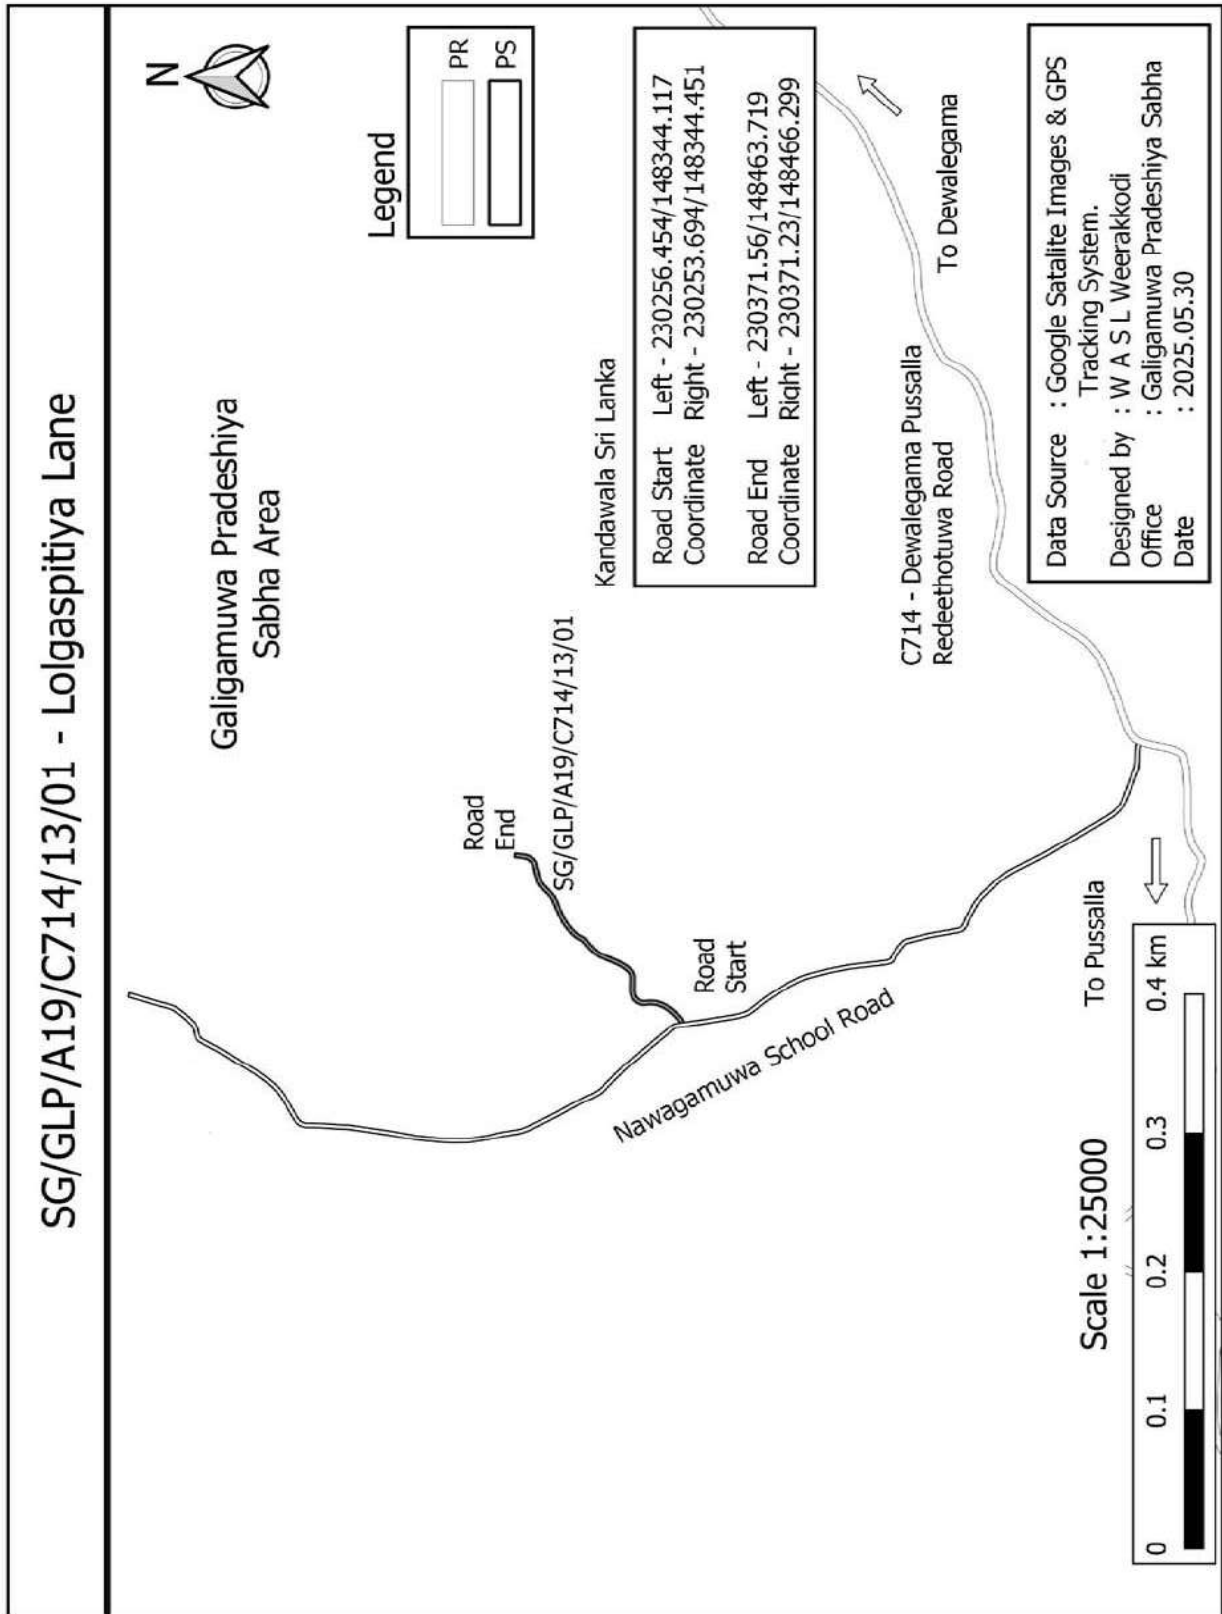 SG/GLP/A19/C714/13/01 - Lolgaspitiya Lane
N
Galigamuwa Pradeshiya
Sabha Area
Legend
PR
PS
Road
End
SG/GLP/A19/C714/13/01
Kandawala Sri Lanka
Road Start Left - 230256.454/148344.117
Coordinate Right - 230253.694/148344.451
Road End Left - 230371.56/148463.719
Coordinate Right - 230371.23/148466.299
Road
Start
Nawagamuwa School Road
C714 - Dewalegama Pussalla
Redeethotuwa Road
To Dewalegama
To Pussalla
Scale 1:25000
0 0.1 0.2 0.3 0.4 km
Data Source : Google Satalite Images & GPS
Tracking System.
Designed by : W A S L Weerakkodi
Office : Galigamuwa Pradeshiya Sabha
Date : 2025.05.30